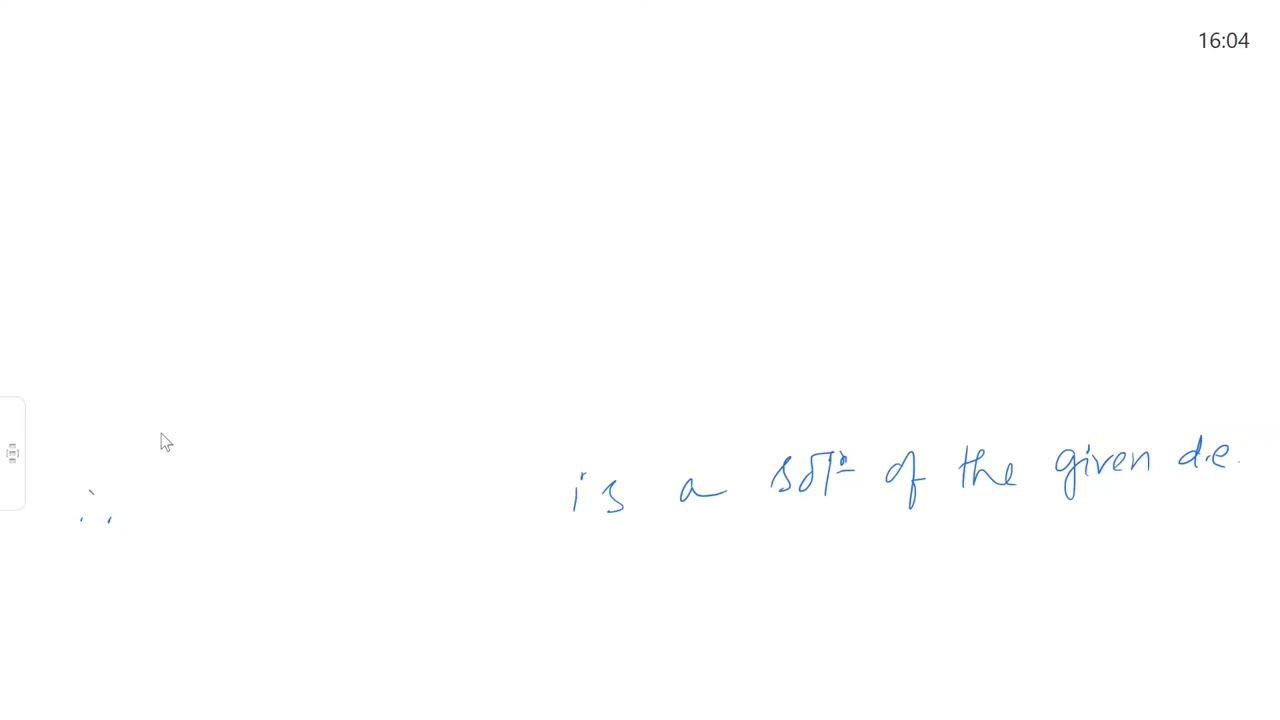 16:04
∴ is a solⁿ of the given d.e.